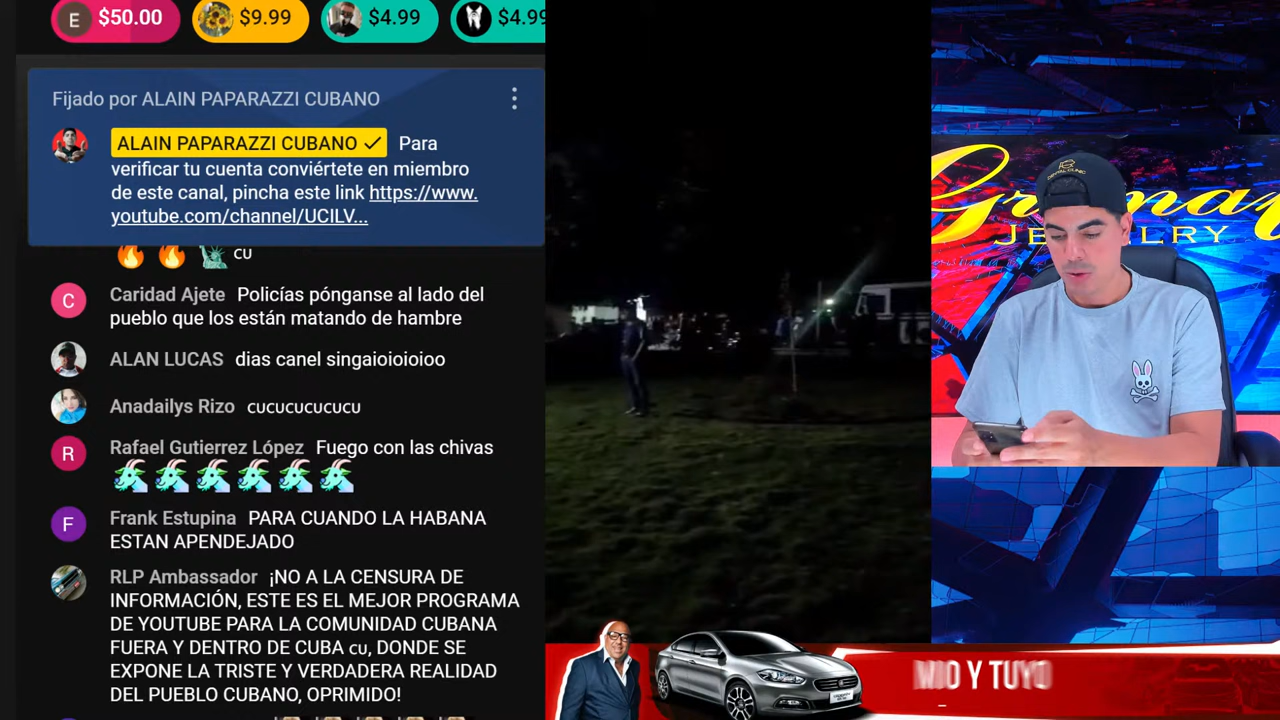 E $50.00 $9.99 $4.99 $4.99
Fijado por ALAIN PAPARAZZI CUBANO
ALAIN PAPARAZZI CUBANO Para
verificar tu cuenta conviértete en miembro
de este canal, pincha este link https://www.
youtube.com/channel/UCILV...
cu
C Caridad Ajete Policías pónganse al lado del
pueblo que los están matando de hambre
ALAN LUCAS dias canel singaioioioioo
Anadailys Rizo cucucucucucu
R Rafael Gutierrez López Fuego con las chivas
F Frank Estupina PARA CUANDO LA HABANA
ESTAN APENDEJADO
RLP Ambassador ¡NO A LA CENSURA DE
INFORMACIÓN, ESTE ES EL MEJOR PROGRAMA
DE YOUTUBE PARA LA COMUNIDAD CUBANA
FUERA Y DENTRO DE CUBA cu, DONDE SE
EXPONE LA TRISTE Y VERDADERA REALIDAD
DEL PUEBLO CUBANO, OPRIMIDO!
MIO Y TUYO